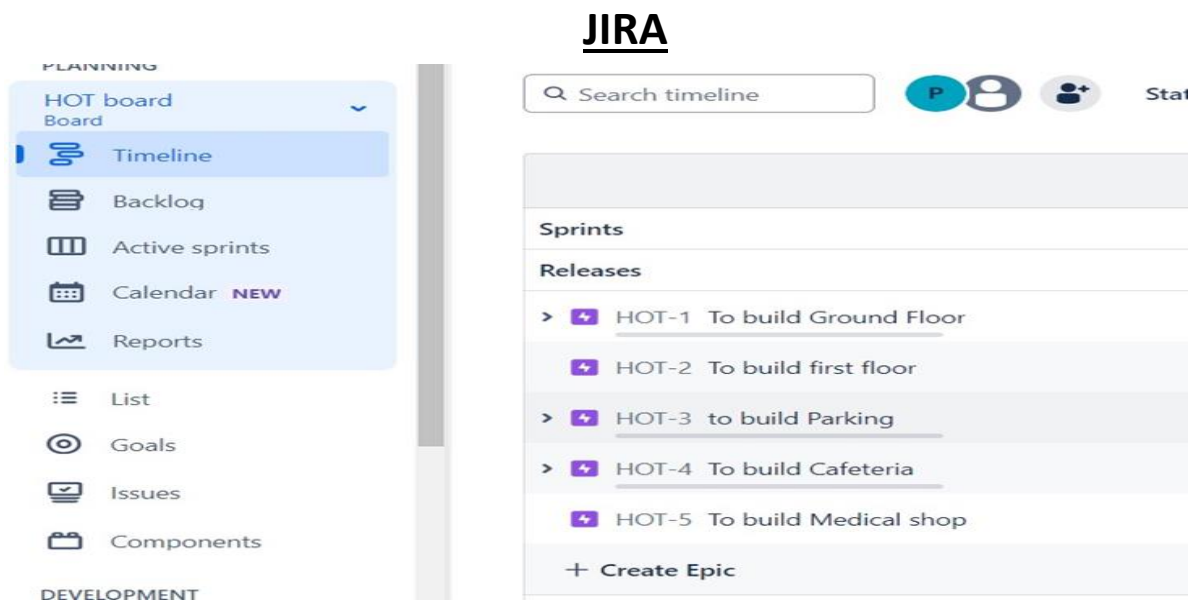 JIRA
PLANNING
HOT board
Board
Timeline
Backlog
Active sprints
Calendar NEW
Reports
List
Goals
Issues
Components
DEVELOPMENT
Search timeline
P
Stat
Sprints
Releases
HOT-1 To build Ground Floor
HOT-2 To build first floor
HOT-3 to build Parking
HOT-4 To build Cafeteria
HOT-5 To build Medical shop
+ Create Epic